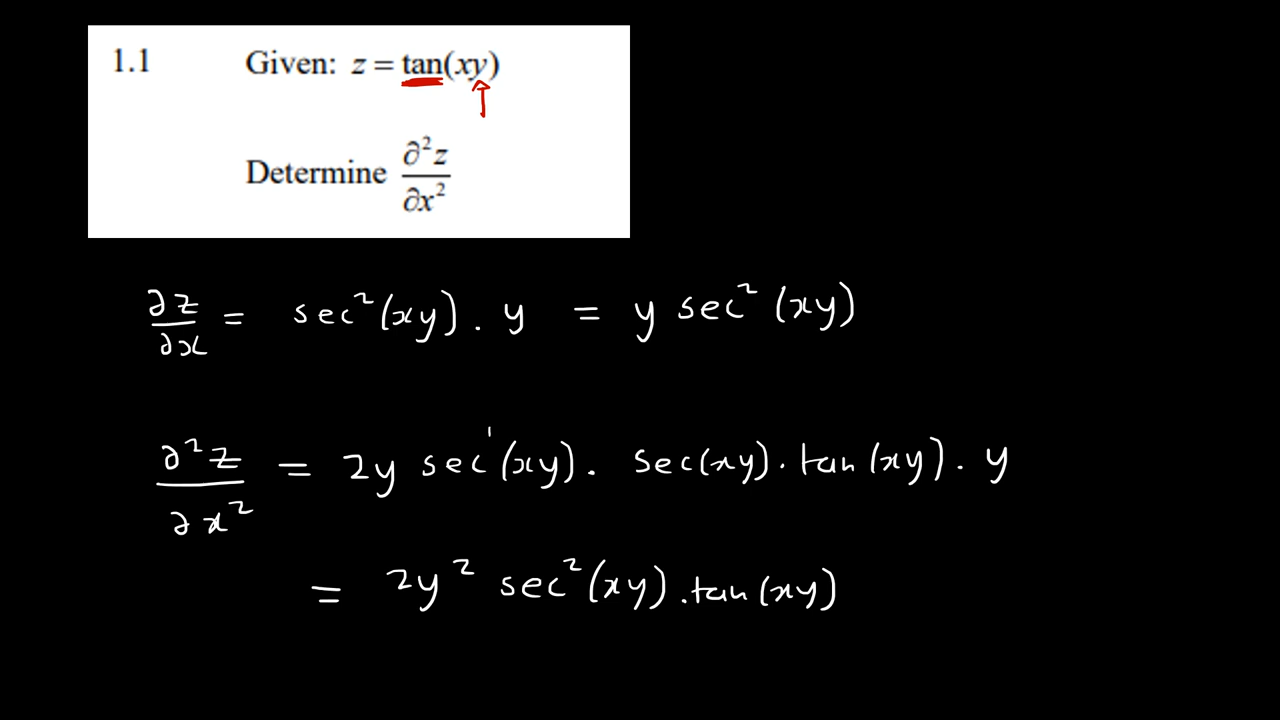 1.1 Given: z = tan(xy)
Determine ∂²z/∂x²
∂z/∂x = sec²(xy) . y = y sec²(xy)
∂²z/∂x² = 2y sec¹(xy) . sec(xy) . tan(xy) . y
= 2y² sec²(xy) . tan(xy)